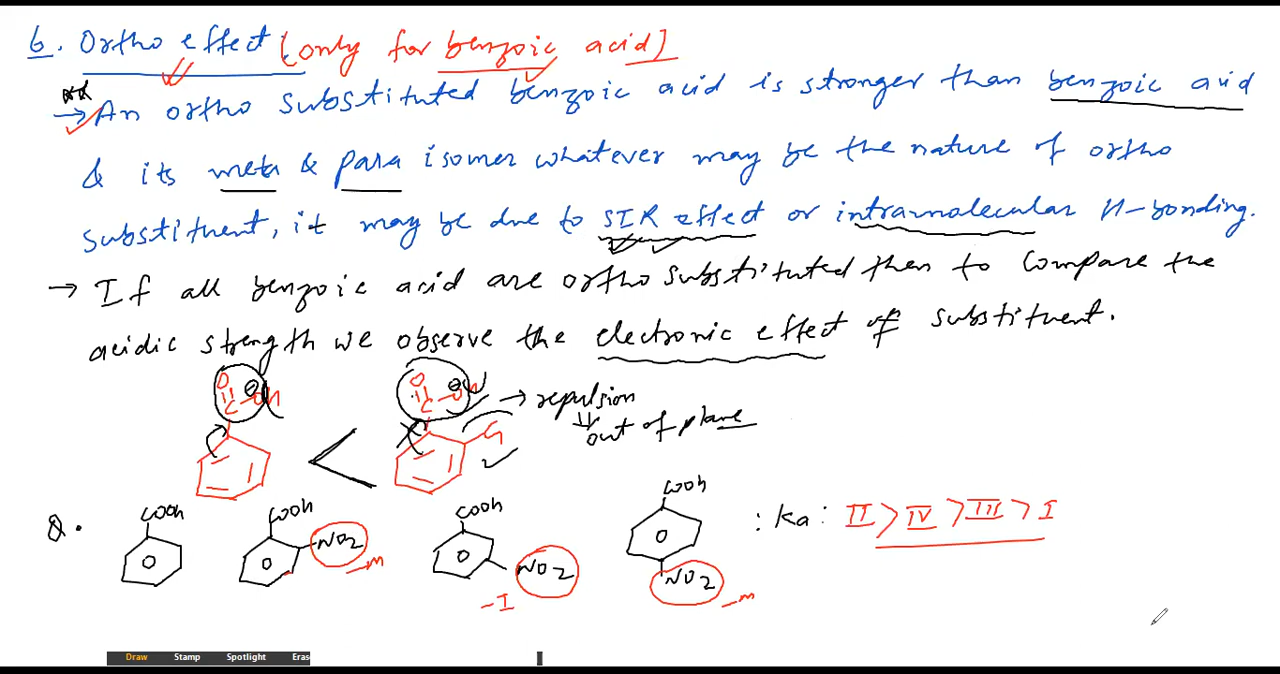 6. Ortho effect [only for benzoic acid]
→ An ortho substituted benzoic acid is stronger than benzoic acid
& its meta & para isomer whatever may be the nature of ortho
substituent, it may be due to SIR effect or intramolecular H-bonding.
→ If all benzoic acid are ortho substituted then to compare the
acidic strength we observe the electronic effect of substituent.
O O
C-OH < C-OH → repulsion
G out of plane
Q. COOH COOH COOH COOH
NO2 NO2 NO2 : Ka : II > IV > III > I
-M -I -M
Draw Stamp Spotlight Eras